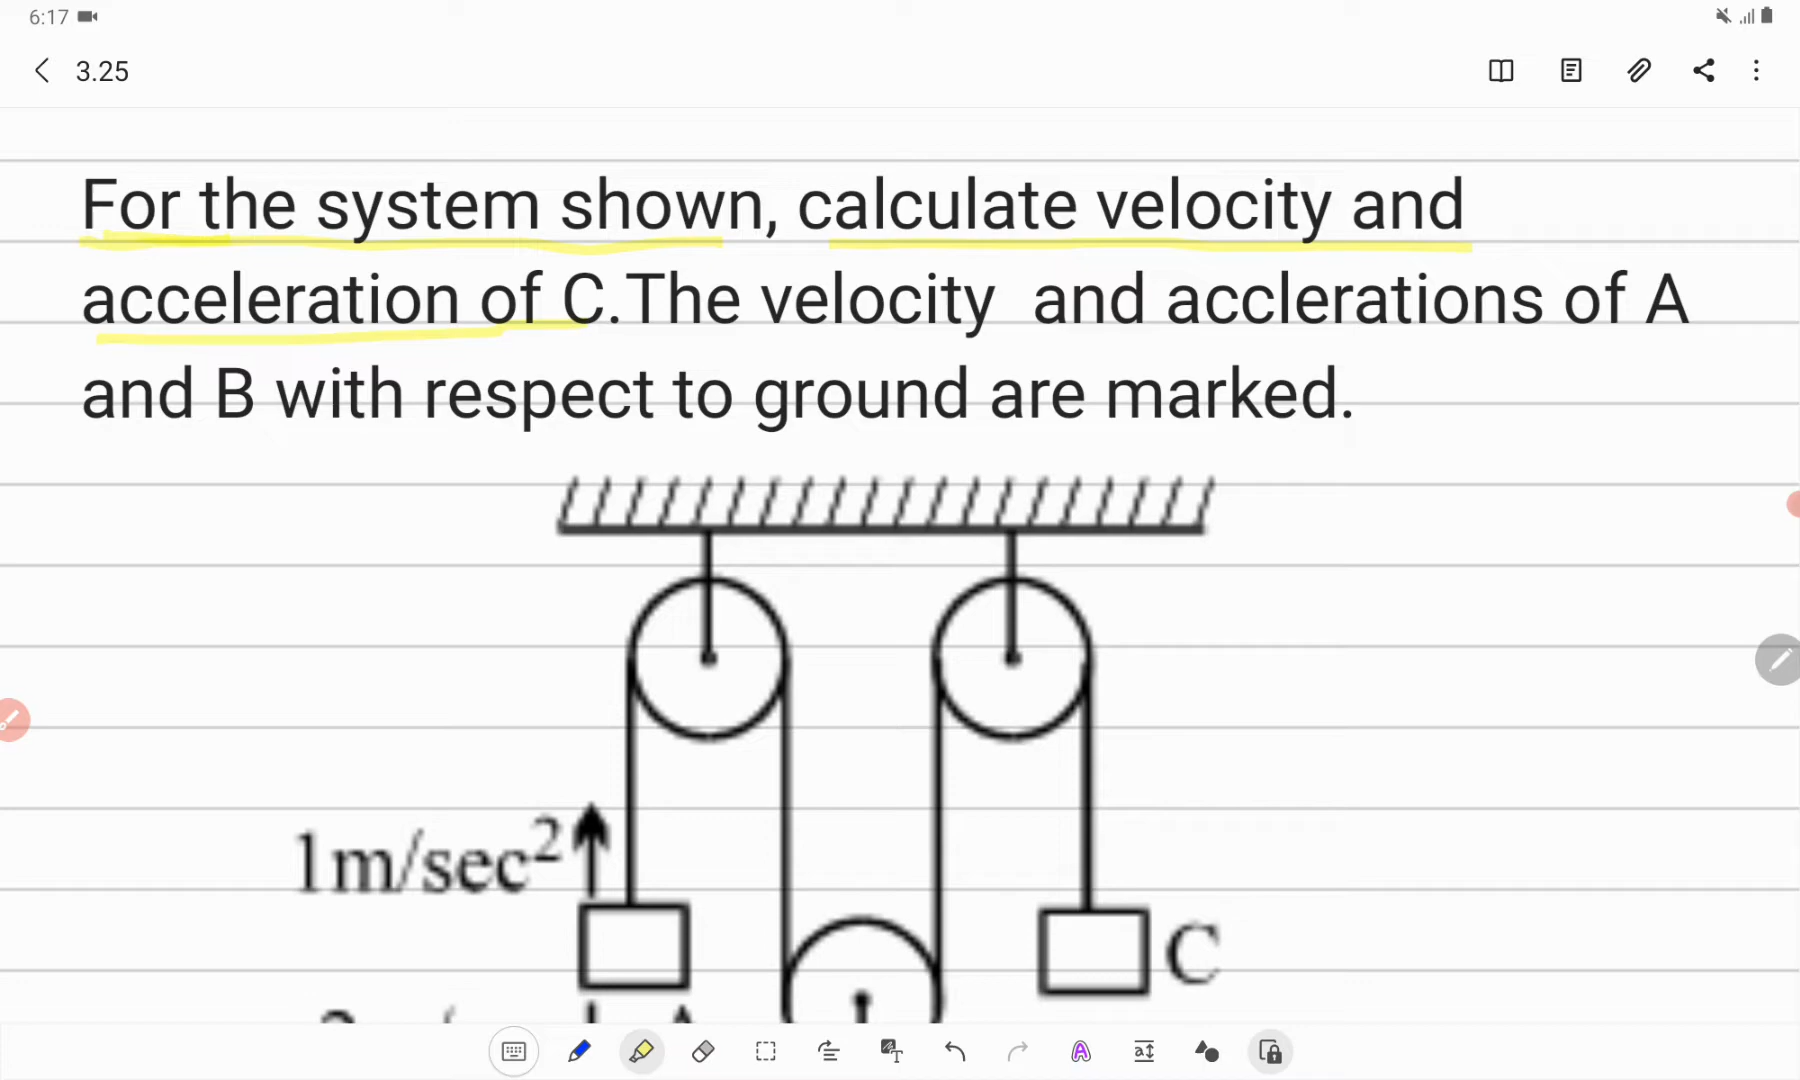 6:17
3.25
For the system shown, calculate velocity and
acceleration of C.The velocity  and acclerations of A
and B with respect to ground are marked.
1m/sec²
C